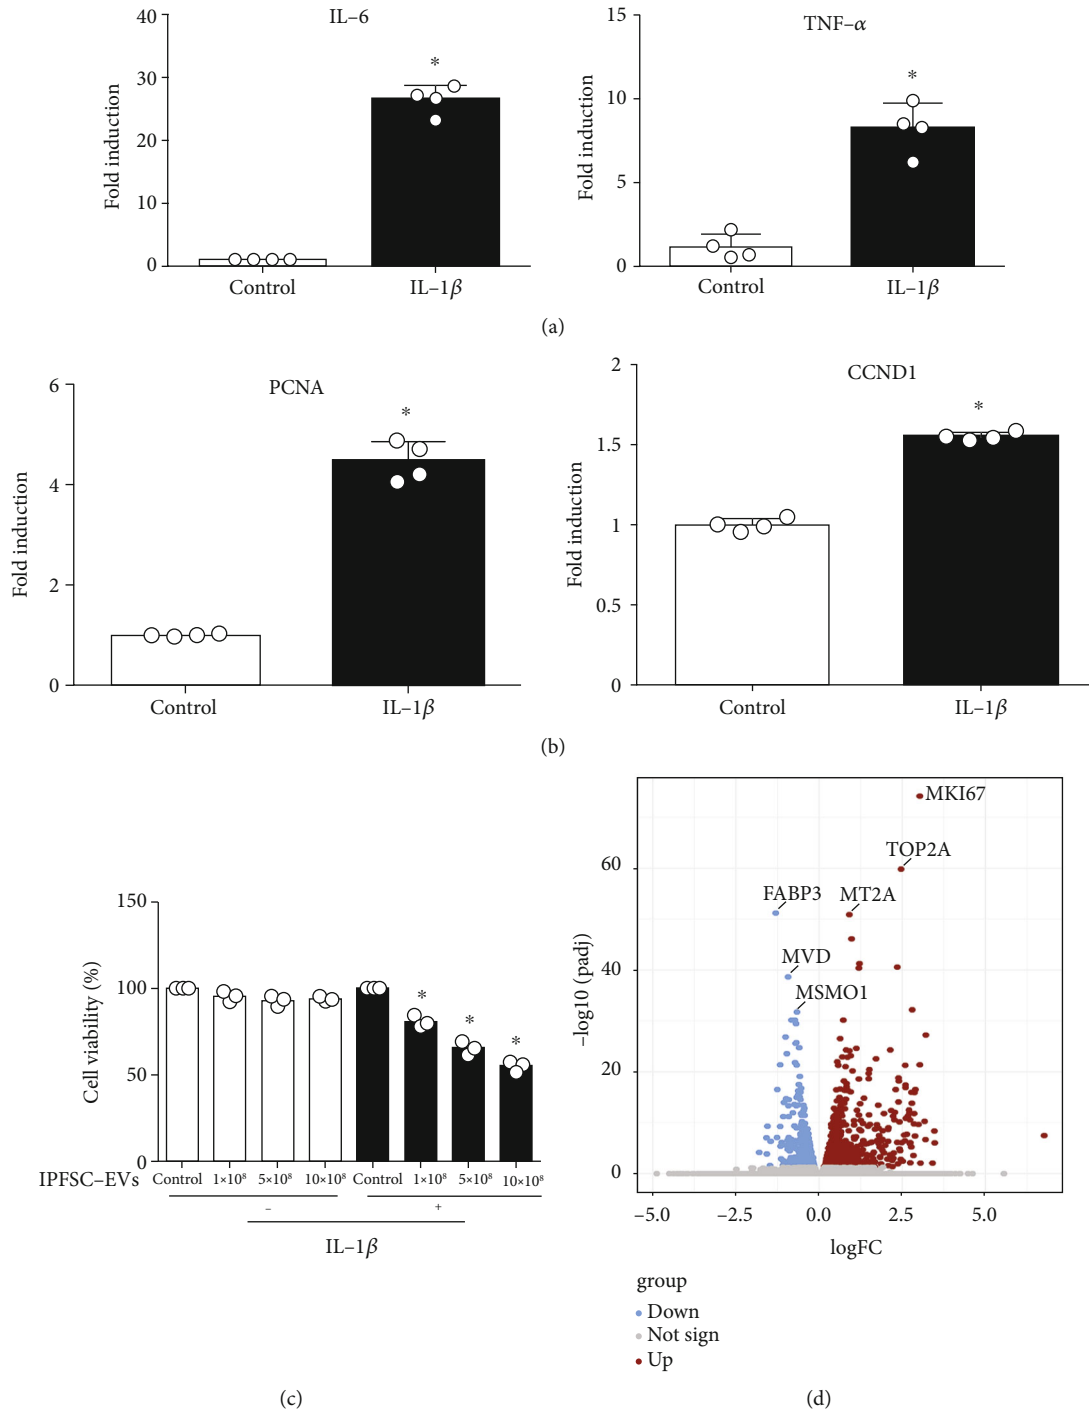 IL–6
40
30
20
10
0
Fold induction
*
Control
IL–1β
TNF–α
15
10
5
0
Fold induction
*
Control
IL–1β
(a)
PCNA
6
4
2
0
Fold induction
*
Control
IL–1β
CCND1
2
1.5
1
0.5
0
Fold induction
*
Control
IL–1β
(b)
150
100
50
0
Cell viability (%)
*
*
*
IPFSC–EVs
Control 1×10⁸ 5×10⁸ 10×10⁸ Control 1×10⁸ 5×10⁸ 10×10⁸
– +
IL–1β
(c)
MKI67
TOP2A
FABP3
MT2A
MVD
MSMO1
60
40
20
0
–log10 (padj)
–5.0 –2.5 0.0 2.5 5.0
logFC
group
Down
Not sign
Up
(d)